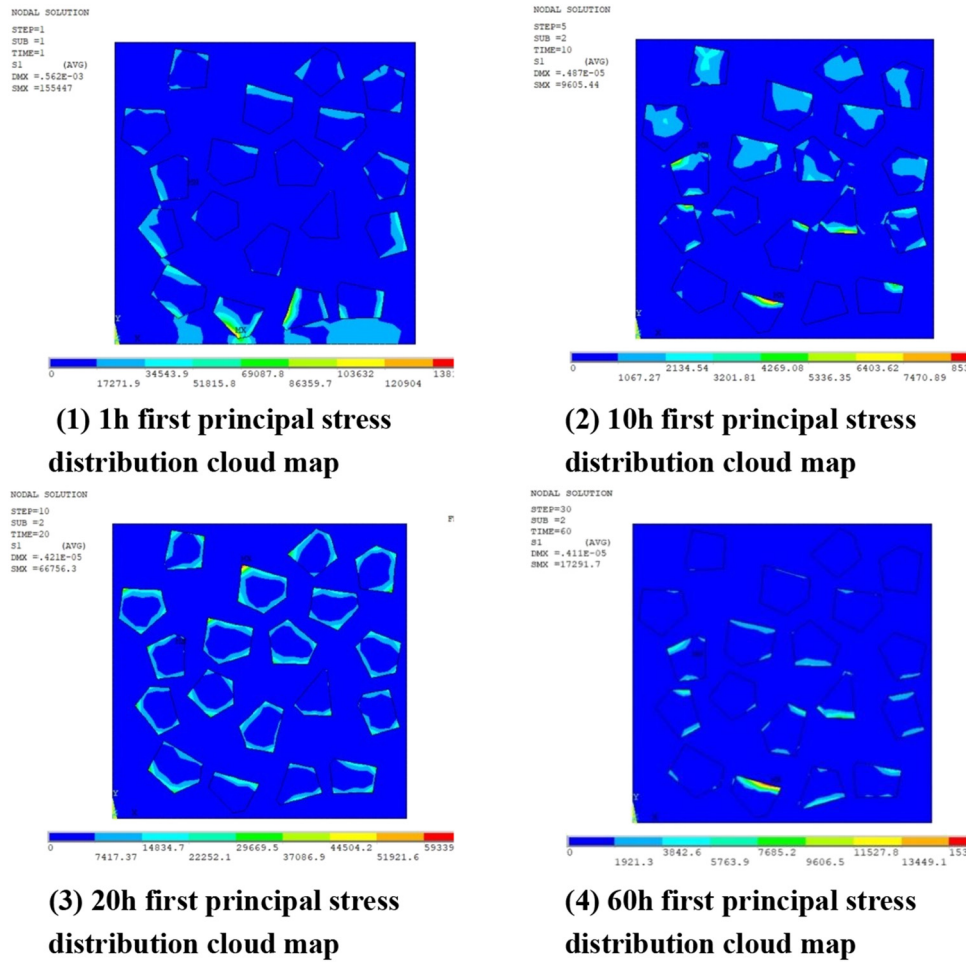 NODAL SOLUTION
STEP=1
SUB =1
TIME=1
S1 (AVG)
DMX =.562E-03
SMX =155447
Y
MX
0 34543.9 69087.8 103632
17271.9 51815.8 86359.7 120904
(1) 1h first principal stress
distribution cloud map
NODAL SOLUTION
STEP=5
SUB =2
TIME=10
S1 (AVG)
DMX =.487E-05
SMX =9605.44
Y
0 2134.54 4269.08 6403.62
1067.27 3201.81 5336.35 7470.89
(2) 10h first principal stress
distribution cloud map
NODAL SOLUTION
STEP=10
SUB =2
TIME=20
S1 (AVG)
DMX =.421E-05
SMX =66756.3
Y
0 14834.7 29669.5 44504.2 59339
7417.37 22252.1 37086.9 51921.6
(3) 20h first principal stress
distribution cloud map
NODAL SOLUTION
STEP=30
SUB =2
TIME=60
S1 (AVG)
DMX =.411E-05
SMX =17291.7
Y
0 3842.6 7685.2 11527.8
1921.3 5763.9 9606.5 13449.1
(4) 60h first principal stress
distribution cloud map